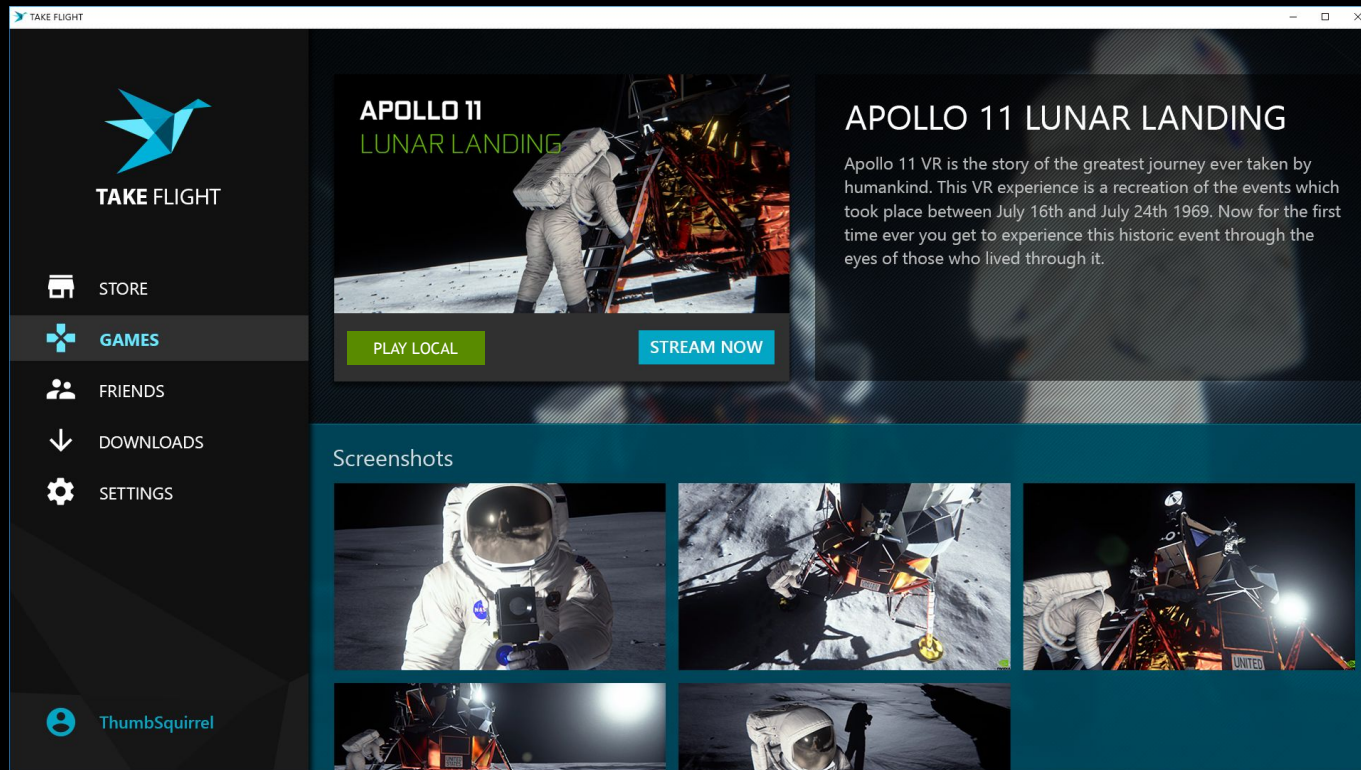 TAKE FLIGHT
TAKE FLIGHT
STORE
GAMES
FRIENDS
DOWNLOADS
SETTINGS
ThumbSquirrel
APOLLO 11
LUNAR LANDING
PLAY LOCAL
STREAM NOW
APOLLO 11 LUNAR LANDING
Apollo 11 VR is the story of the greatest journey ever taken by
humankind. This VR experience is a recreation of the events which
took place between July 16th and July 24th 1969. Now for the first
time ever you get to experience this historic event through the
eyes of those who lived through it.
Screenshots
UNITED